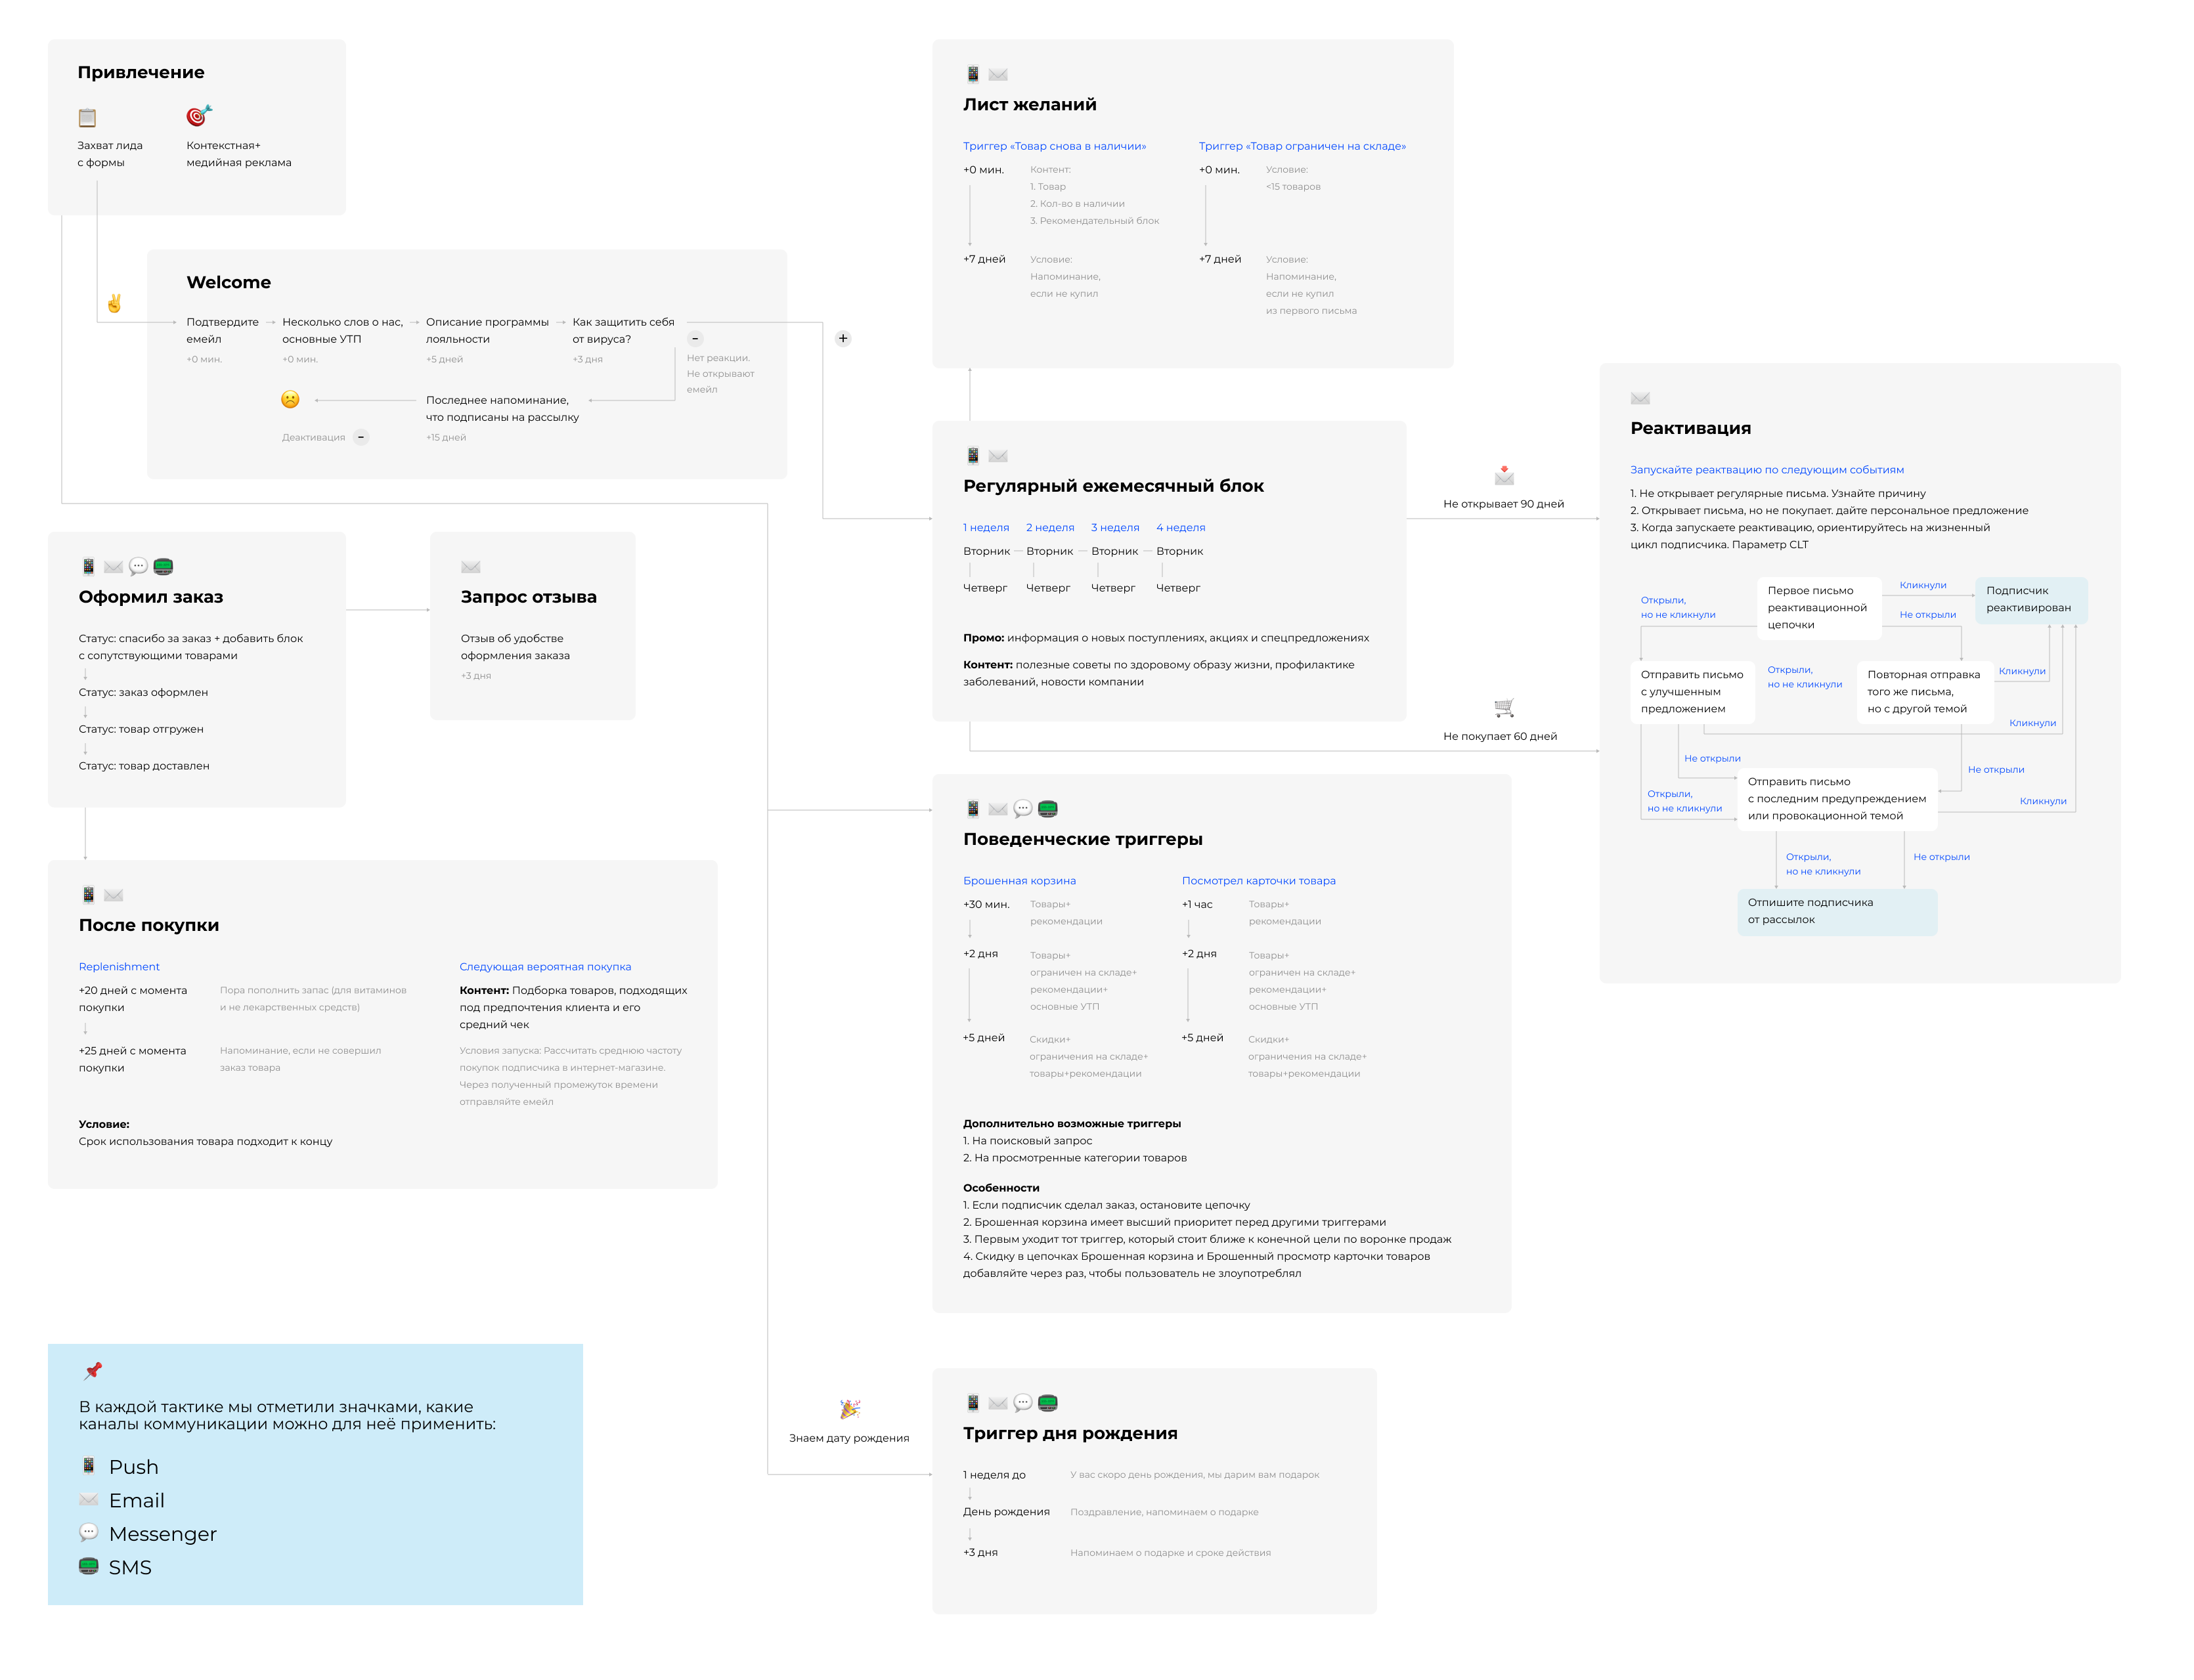 Привлечение
Захват лида
с формы
Контекстная+
медийная реклама
Welcome
Подтвердите
емейл
+0 мин.
Несколько слов о нас,
основные УТП
+0 мин.
Описание программы
лояльности
+5 дней
Как защитить себя
от вируса?
+3 дня
-
Нет реакции.
Не открывают
емейл
+
Последнее напоминание,
что подписаны на рассылку
+15 дней
Деактивация -
Лист желаний
Триггер «Товар снова в наличии»
+0 мин.
Контент:
1. Товар
2. Кол-во в наличии
3. Рекомендательный блок
+7 дней
Условие:
Напоминание,
если не купил
Триггер «Товар ограничен на складе»
+0 мин.
Условие:
<15 товаров
+7 дней
Условие:
Напоминание,
если не купил
из первого письма
Регулярный ежемесячный блок
1 неделя 2 неделя 3 неделя 4 неделя
Вторник Вторник Вторник Вторник
Четверг Четверг Четверг Четверг
Промо: информация о новых поступлениях, акциях и спецпредложениях
Контент: полезные советы по здоровому образу жизни, профилактике
заболеваний, новости компании
Не открывает 90 дней
Не покупает 60 дней
Реактивация
Запускайте реактвацию по следующим событиям
1. Не открывает регулярные письма. Узнайте причину
2. Открывает письма, но не покупает. дайте персональное предложение
3. Когда запускаете реактивацию, ориентируйтесь на жизненный
цикл подписчика. Параметр CLT
Первое письмо
реактивационной
цепочки
Кликнули
Подписчик
реактивирован
Открыли,
но не кликнули
Не открыли
Отправить письмо
с улучшенным
предложением
Открыли,
но не кликнули
Повторная отправка
того же письма,
но с другой темой
Кликнули
Кликнули
Не открыли
Не открыли
Отправить письмо
с последним предупреждением
или провокационной темой
Открыли,
но не кликнули
Кликнули
Открыли,
но не кликнули
Не открыли
Отпишите подписчика
от рассылок
Оформил заказ
Статус: спасибо за заказ + добавить блок
с сопутствующими товарами
Статус: заказ оформлен
Статус: товар отгружен
Статус: товар доставлен
Запрос отзыва
Отзыв об удобстве
оформления заказа
+3 дня
После покупки
Replenishment
+20 дней с момента
покупки
Пора пополнить запас (для витаминов
и не лекарственных средств)
+25 дней с момента
покупки
Напоминание, если не совершил
заказ товара
Условие:
Срок использования товара подходит к концу
Следующая вероятная покупка
Контент: Подборка товаров, подходящих
под предпочтения клиента и его
средний чек
Условия запуска: Рассчитать среднюю частоту
покупок подписчика в интернет-магазине.
Через полученный промежуток времени
отправляйте емейл
Поведенческие триггеры
Брошенная корзина
+30 мин.
Товары+
рекомендации
+2 дня
Товары+
ограничен на складе+
рекомендации+
основные УТП
+5 дней
Скидки+
ограничения на складе+
товары+рекомендации
Посмотрел карточки товара
+1 час
Товары+
рекомендации
+2 дня
Товары+
ограничен на складе+
рекомендации+
основные УТП
+5 дней
Скидки+
ограничения на складе+
товары+рекомендации
Дополнительно возможные триггеры
1. На поисковый запрос
2. На просмотренные категории товаров
Особенности
1. Если подписчик сделал заказ, остановите цепочку
2. Брошенная корзина имеет высший приоритет перед другими триггерами
3. Первым уходит тот триггер, который стоит ближе к конечной цели по воронке продаж
4. Скидку в цепочках Брошенная корзина и Брошенный просмотр карточки товаров
добавляйте через раз, чтобы пользователь не злоупотреблял
Знаем дату рождения
Триггер дня рождения
1 неделя до
У вас скоро день рождения, мы дарим вам подарок
День рождения
Поздравление, напоминаем о подарке
+3 дня
Напоминаем о подарке и сроке действия
В каждой тактике мы отметили значками, какие
каналы коммуникации можно для неё применить:
Push
Email
Messenger
SMS